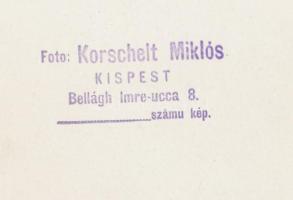 Foto: Korschelt Miklós
KISPEST
Bellágh Imre-ucca 8.
számu kép.